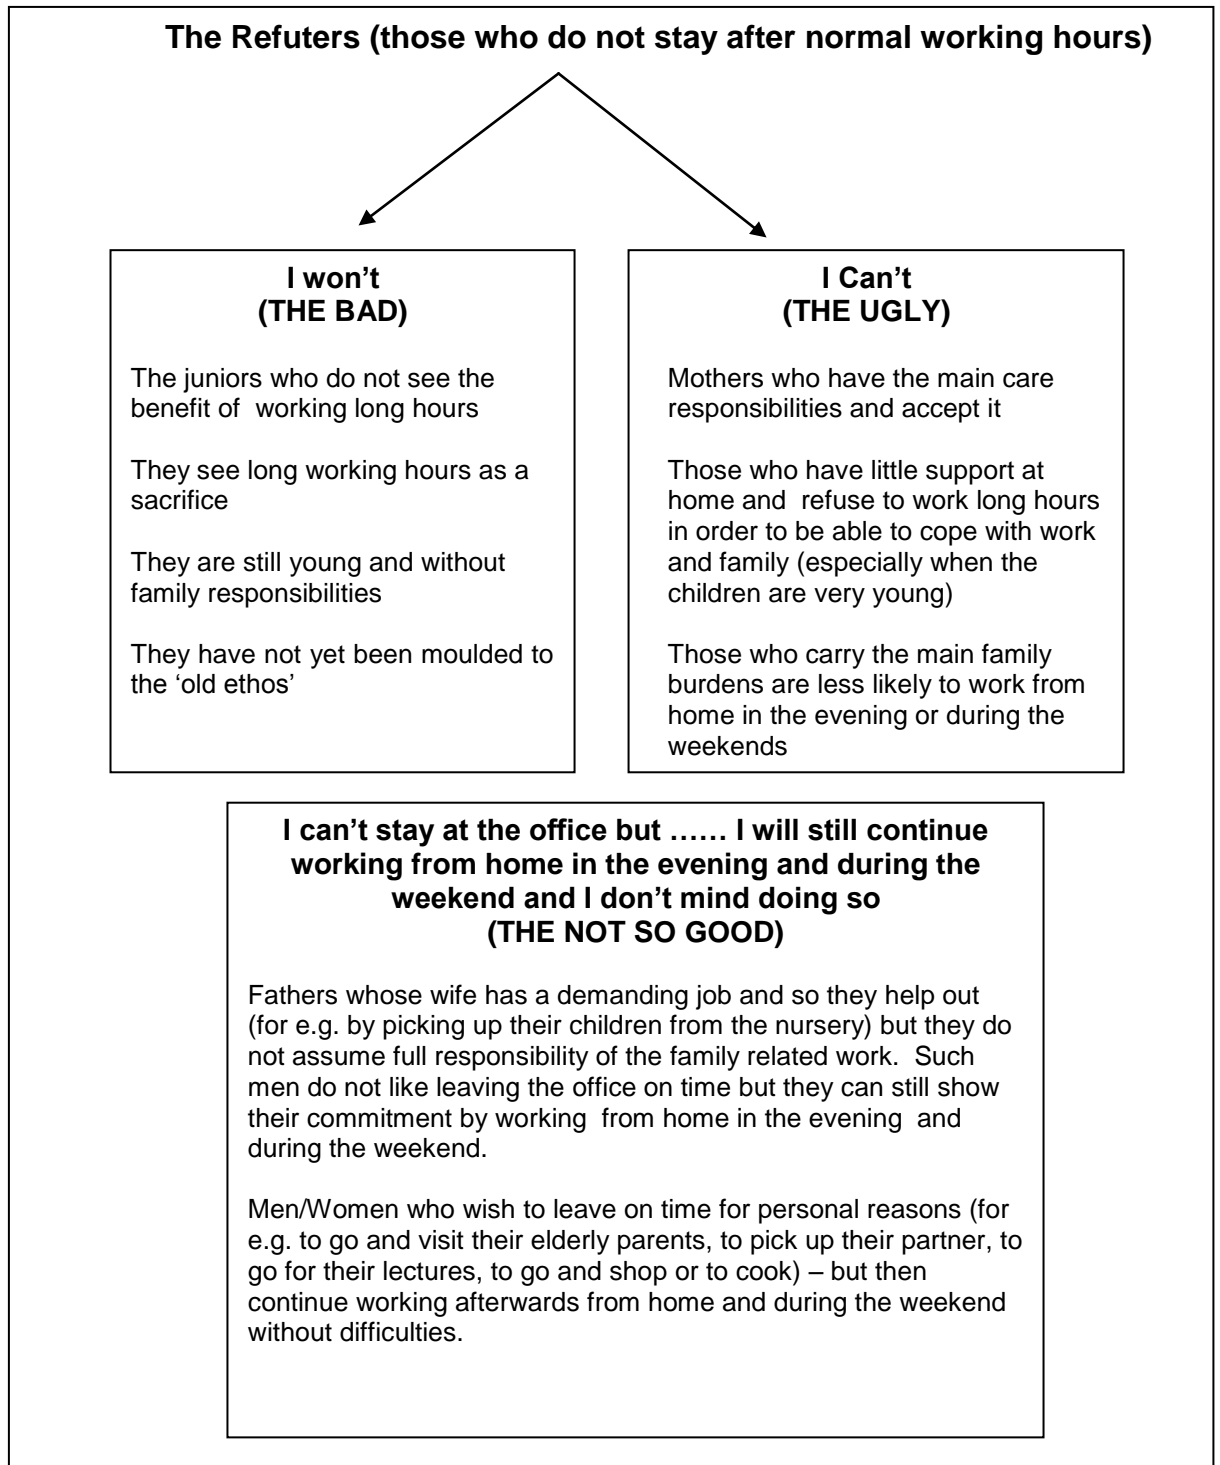 The Refuters (those who do not stay after normal working hours)
I won’t
(THE BAD)
The juniors who do not see the
benefit of  working long hours
They see long working hours as a
sacrifice
They are still young and without
family responsibilities
They have not yet been moulded to
the ‘old ethos’
I Can’t
(THE UGLY)
Mothers who have the main care
responsibilities and accept it
Those who have little support at
home and  refuse to work long hours
in order to be able to cope with work
and family (especially when the
children are very young)
Those who carry the main family
burdens are less likely to work from
home in the evening or during the
weekends
I can’t stay at the office but …… I will still continue
working from home in the evening and during the
weekend and I don’t mind doing so
(THE NOT SO GOOD)
Fathers whose wife has a demanding job and so they help out
(for e.g. by picking up their children from the nursery) but they do
not assume full responsibility of the family related work.  Such
men do not like leaving the office on time but they can still show
their commitment by working  from home in the evening  and
during the weekend.
Men/Women who wish to leave on time for personal reasons (for
e.g. to go and visit their elderly parents, to pick up their partner, to
go for their lectures, to go and shop or to cook) – but then
continue working afterwards from home and during the weekend
without difficulties.